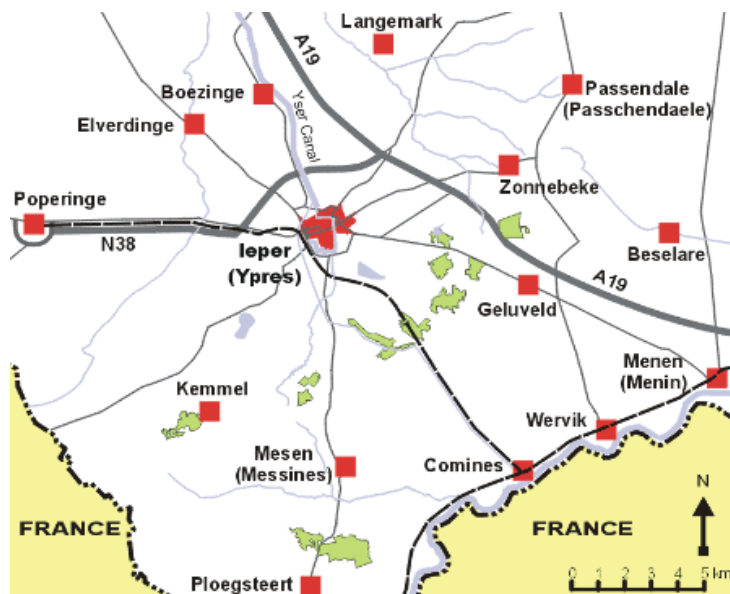 Langemark
A19
Boezinge
Passendale
(Passchendaele)
Elverdinge
Yser Canal
Zonnebeke
Poperinge
N38
Ieper
(Ypres)
Beselare
A19
Geluveld
Menen
(Menin)
Kemmel
Wervik
Mesen
(Messines)
Comines
N
FRANCE
FRANCE
Ploegsteert
0 1 2 3 4 5 km